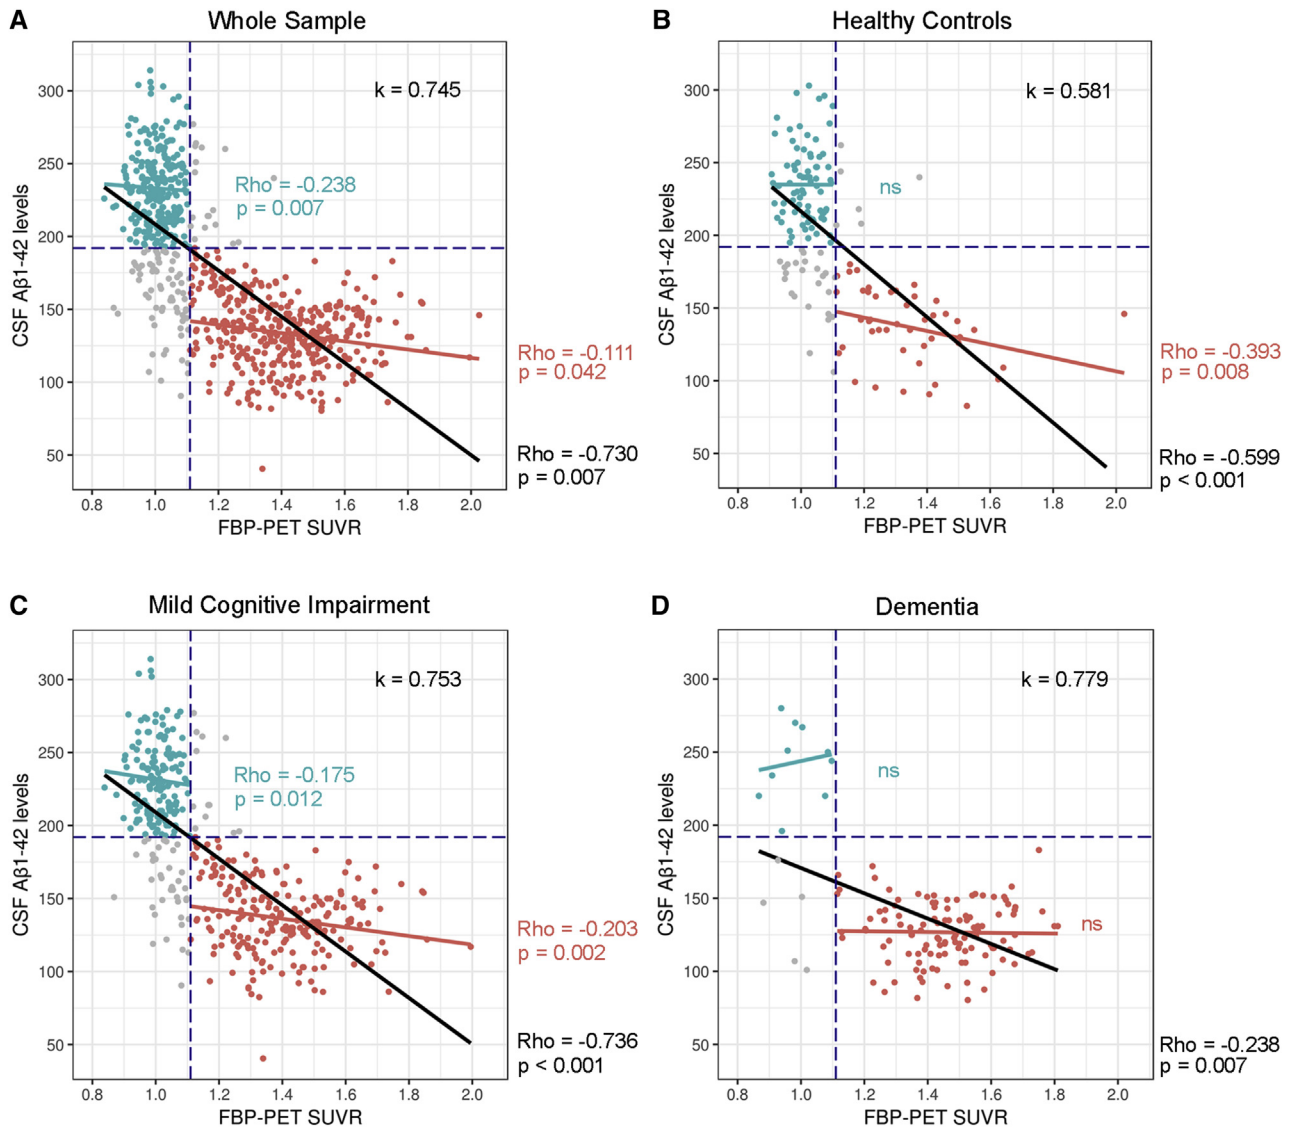 A
Whole Sample
k = 0.745
Rho = -0.238
p = 0.007
Rho = -0.111
p = 0.042
Rho = -0.730
p = 0.007
CSF Aβ1-42 levels
300
250
200
150
100
50
0.8 1.0 1.2 1.4 1.6 1.8 2.0
FBP-PET SUVR
B
Healthy Controls
k = 0.581
ns
Rho = -0.393
p = 0.008
Rho = -0.599
p < 0.001
CSF Aβ1-42 levels
300
250
200
150
100
50
0.8 1.0 1.2 1.4 1.6 1.8 2.0
FBP-PET SUVR
C
Mild Cognitive Impairment
k = 0.753
Rho = -0.175
p = 0.012
Rho = -0.203
p = 0.002
Rho = -0.736
p < 0.001
CSF Aβ1-42 levels
300
250
200
150
100
50
0.8 1.0 1.2 1.4 1.6 1.8 2.0
FBP-PET SUVR
D
Dementia
k = 0.779
ns
ns
Rho = -0.238
p = 0.007
CSF Aβ1-42 levels
300
250
200
150
100
50
0.8 1.0 1.2 1.4 1.6 1.8 2.0
FBP-PET SUVR